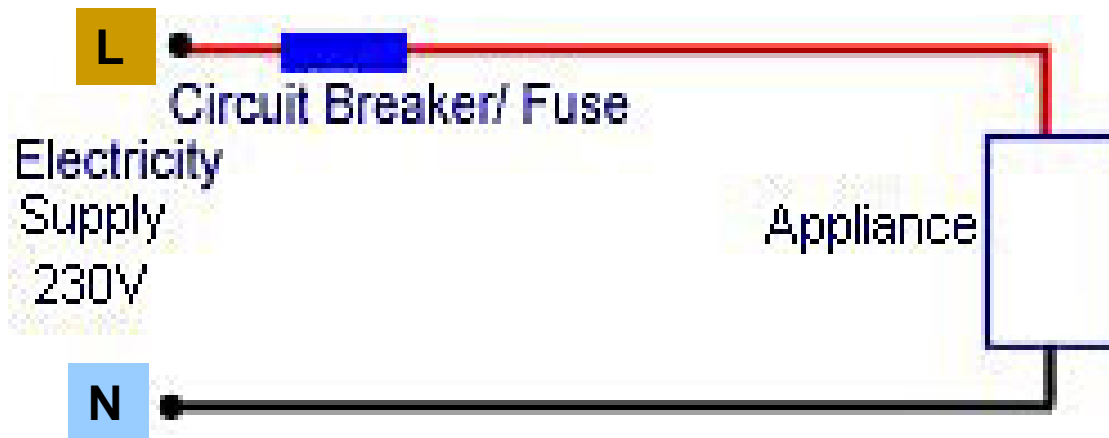 L
Circuit Breaker/ Fuse
Electricity
Supply
230V
Appliance
N